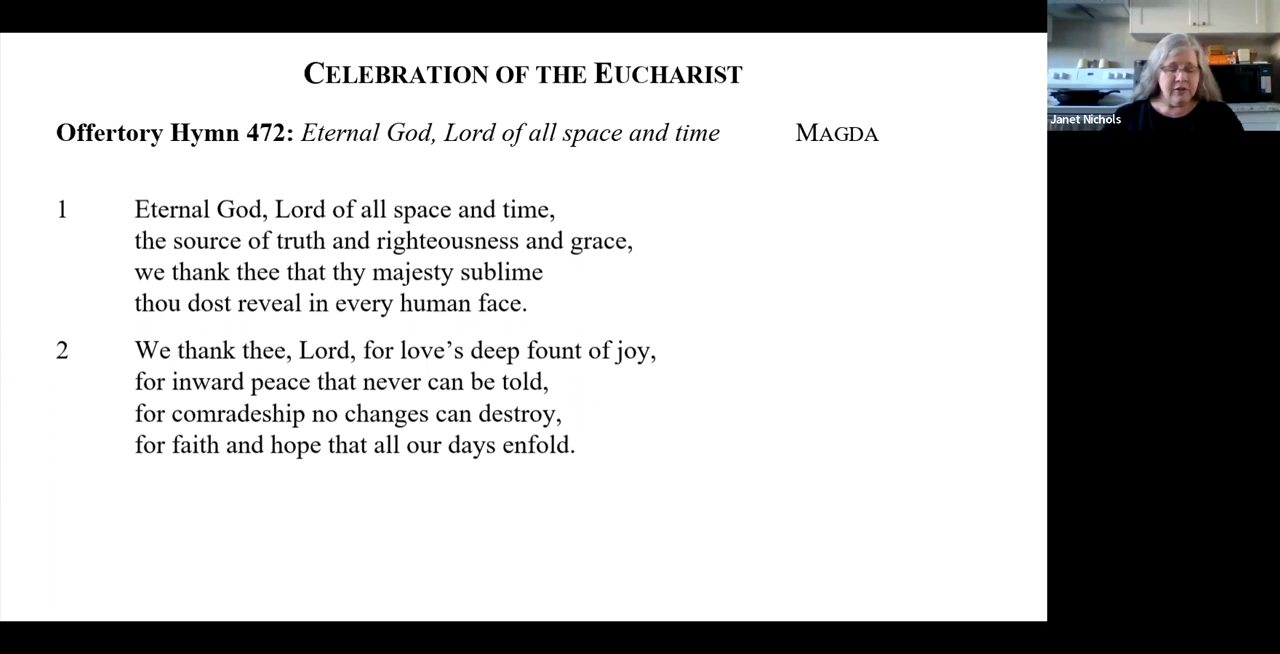 CELEBRATION OF THE EUCHARIST
Offertory Hymn 472: Eternal God, Lord of all space and time MAGDA
1 Eternal God, Lord of all space and time,
the source of truth and righteousness and grace,
we thank thee that thy majesty sublime
thou dost reveal in every human face.
2 We thank thee, Lord, for love’s deep fount of joy,
for inward peace that never can be told,
for comradeship no changes can destroy,
for faith and hope that all our days enfold.
Janet Nichols